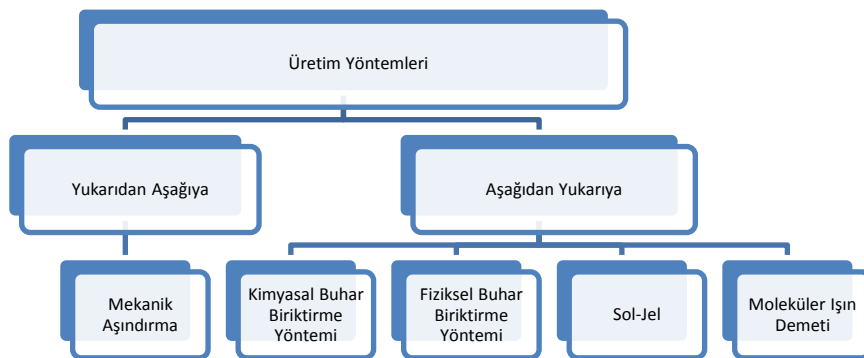 Üretim Yöntemleri
Yukarıdan Aşağıya
Aşağıdan Yukarıya
Mekanik
Aşındırma
Kimyasal Buhar
Biriktirme
Yöntemi
Fiziksel Buhar
Biriktirme
Yöntemi
Sol-Jel
Moleküler Işın
Demeti